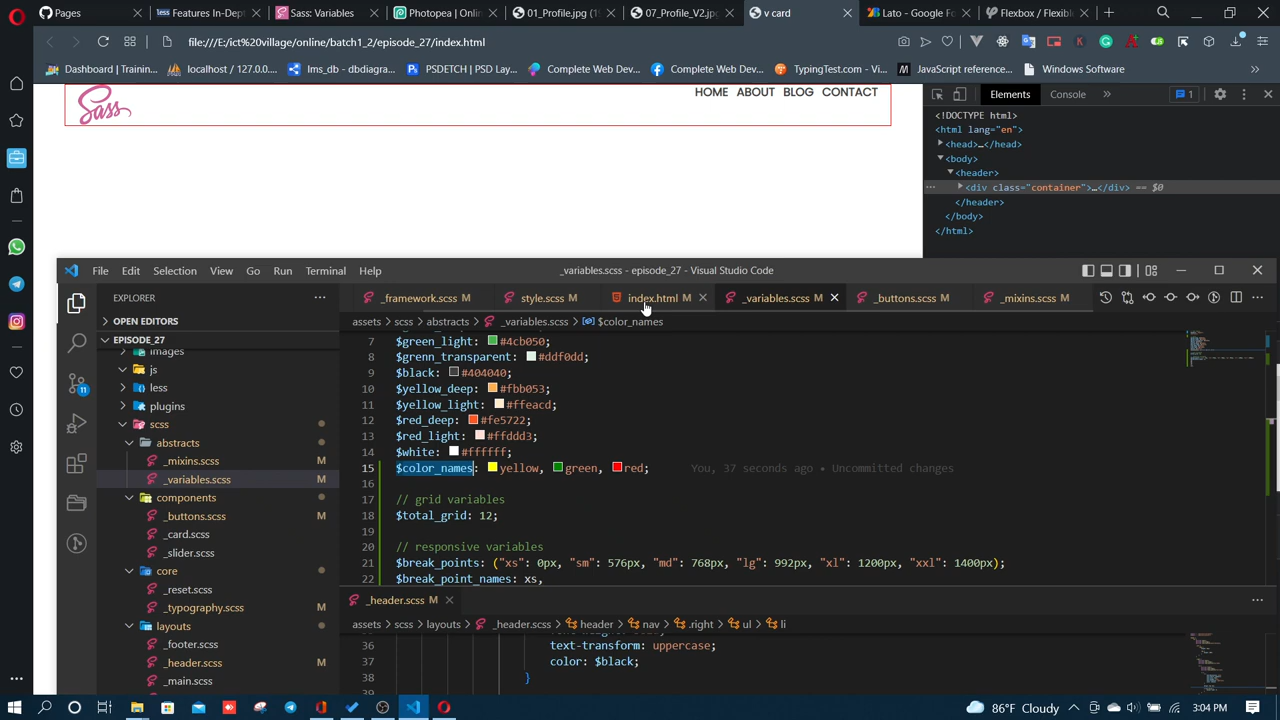 Pages
Features In-Dept
Sass: Variables
Photopea | Onlin
01_Profile.jpg (15
07_Profile_V2.jp
v card
Lato - Google Fo
Flexbox / Flexibl
file:///E:/ict%20village/online/batch1_2/episode_27/index.html
Dashboard | Trainin...
localhost / 127.0.0....
lms_db - dbdiagra...
PSDETCH | PSD Lay...
Complete Web Dev...
Complete Web Dev...
TypingTest.com - Vi...
JavaScript reference...
Windows Software
Sass
HOME ABOUT BLOG CONTACT
Elements
Console
1
<!DOCTYPE html>
<html lang="en">
<head>…</head>
<body>
<header>
<div class="container">…</div> == $0
</header>
</body>
</html>
File Edit Selection View Go Run Terminal Help
_variables.scss - episode_27 - Visual Studio Code
EXPLORER
OPEN EDITORS
EPISODE_27
images
js
less
plugins
scss
abstracts
_mixins.scss M
_variables.scss M
components
_buttons.scss M
_card.scss
_slider.scss
core
_reset.scss
_typography.scss M
layouts
_footer.scss
_header.scss M
_main.scss
11
_framework.scss M
style.scss M
index.html M
_variables.scss M
_buttons.scss M
_mixins.scss M
assets > scss > abstracts > _variables.scss > $color_names
7 $green_light: #4cb050;
8 $grenn_transparent: #ddf0dd;
9 $black: #404040;
10 $yellow_deep: #fbb053;
11 $yellow_light: #ffeacd;
12 $red_deep: #fe5722;
13 $red_light: #ffddd3;
14 $white: #ffffff;
15 $color_names: yellow, green, red; You, 37 seconds ago • Uncommitted changes
16
17 // grid variables
18 $total_grid: 12;
19
20 // responsive variables
21 $break_points: ("xs": 0px, "sm": 576px, "md": 768px, "lg": 992px, "xl": 1200px, "xxl": 1400px);
22 $break_point_names: xs,
_header.scss M
assets > scss > layouts > _header.scss > header > nav > .right > ul > li
36 text-transform: uppercase;
37 color: $black;
38 }
39
86°F Cloudy
3:04 PM